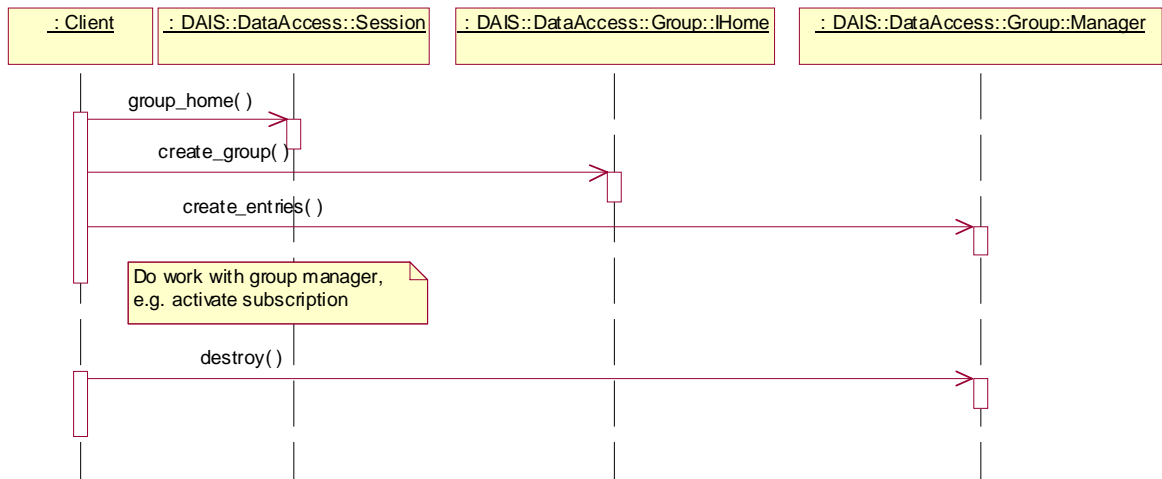 : Client
: DAIS::DataAccess::Session
: DAIS::DataAccess::Group::IHome
: DAIS::DataAccess::Group::Manager
group_home( )
create_group( )
create_entries( )
Do work with group manager,
e.g. activate subscription
destroy( )